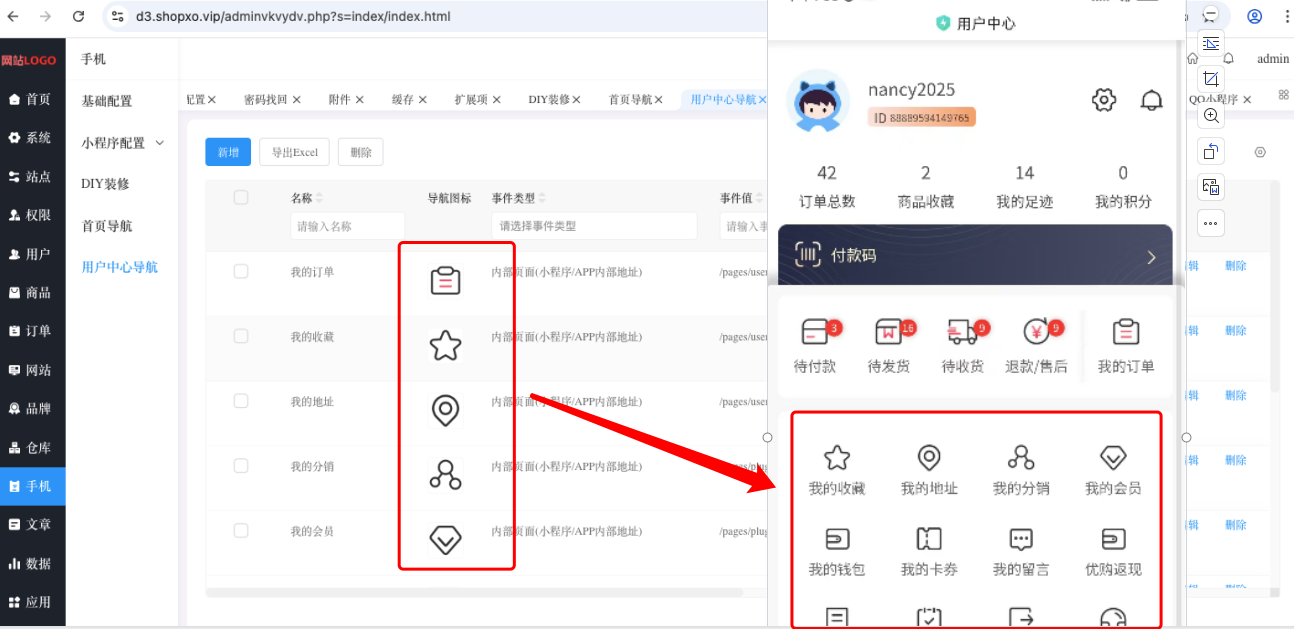 d3.shopxo.vip/adminvkvydv.php?s=index/index.html
网站LOGO
首页
系统
站点
权限
用户
商品
订单
网站
品牌
仓库
手机
文章
数据
应用
手机
基础配置
小程序配置
DIY装修
首页导航
用户中心导航
配置 密码找回 附件 缓存 扩展项 DIY装修 首页导航 用户中心导航
admin
QQ小程序
新增 导出Excel 删除
名称 导航图标 事件类型 事件值
请输入名称 请选择事件类型 请输入事
我的订单 内部页面(小程序/APP内部地址) /pages/user 辑 删除
我的收藏 内部页面(小程序/APP内部地址) /pages/user 辑 删除
我的地址 内部页面(小程序/APP内部地址) /pages/user 辑 删除
我的分销 内部页面(小程序/APP内部地址) /pages/plug 辑 删除
我的会员 内部页面(小程序/APP内部地址) /pages/plug 辑 删除
用户中心
nancy2025
ID 88889594149765
42 2 14 0
订单总数 商品收藏 我的足迹 我的积分
付款码
3 16 9 9
待付款 待发货 待收货 退款/售后 我的订单
我的收藏 我的地址 我的分销 我的会员
我的钱包 我的卡券 我的留言 优购返现